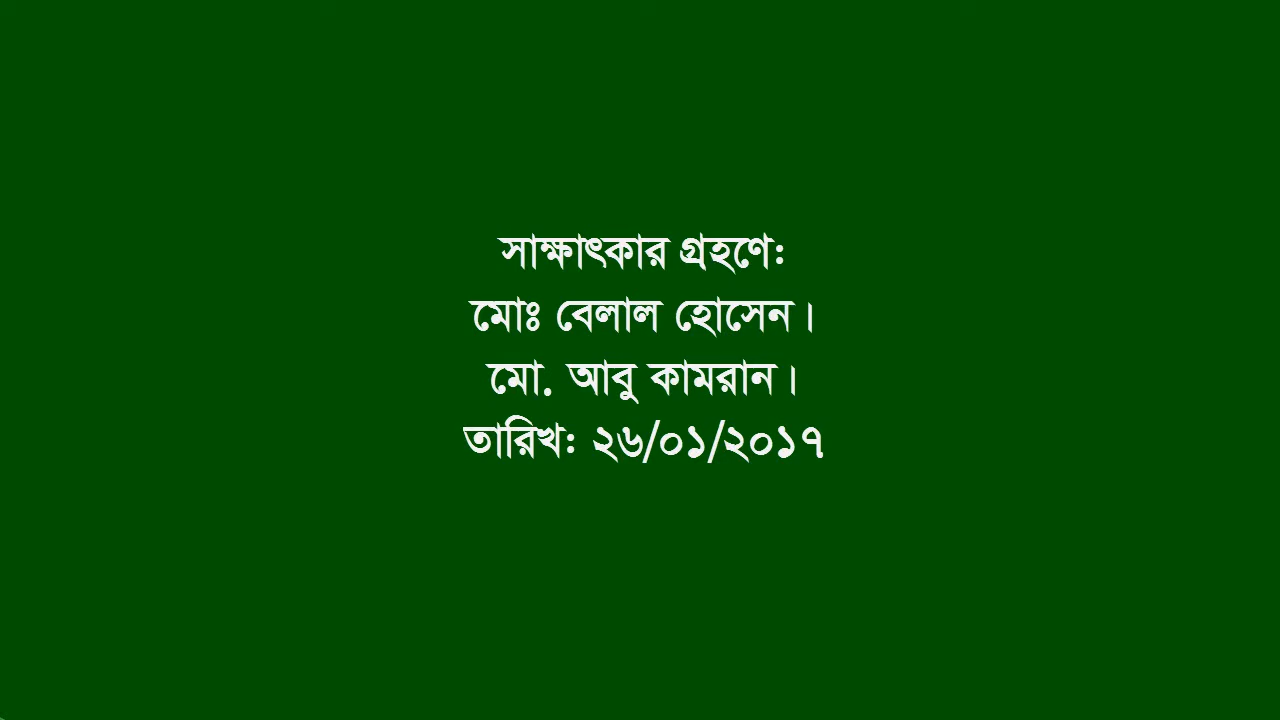 সাক্ষাৎকার গ্রহণে:
মোঃ বেলাল হোসেন।
মো. আবু কামরান।
তারিখ: ২৬/০১/২০১৭